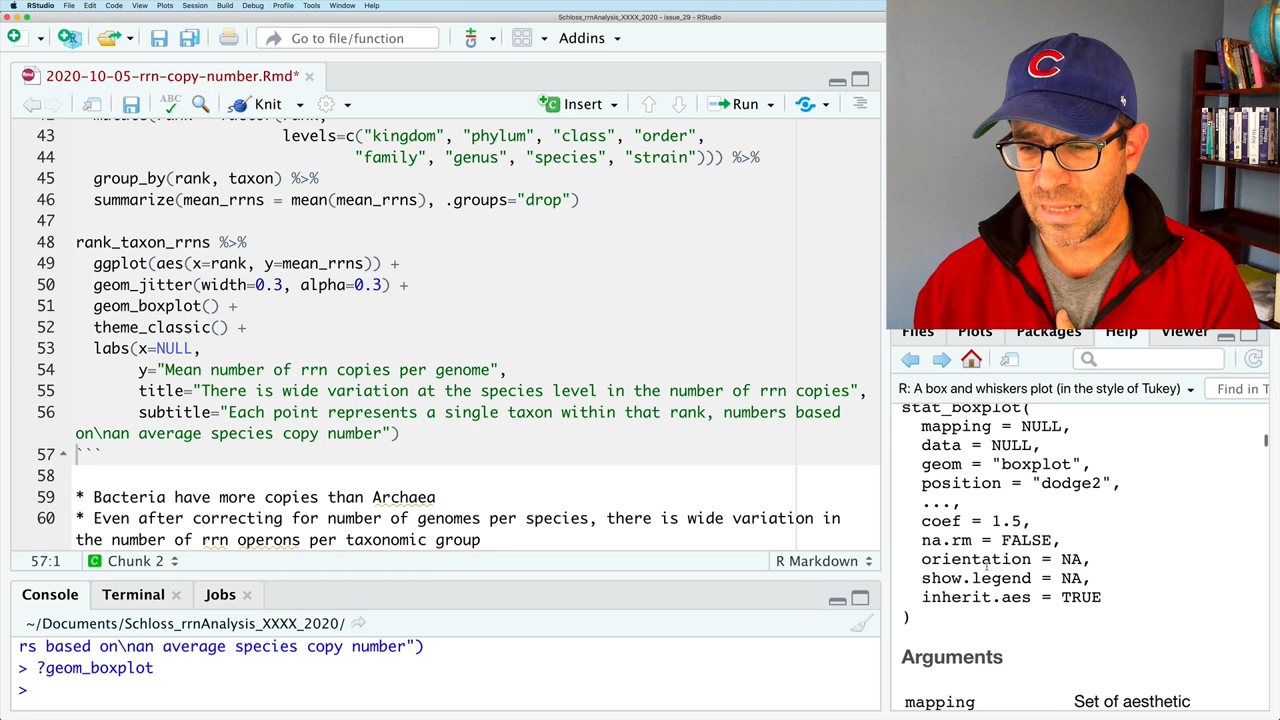 RStudio File Edit Code View Plots Session Build Debug Profile Tools Window Help
Schloss_rrnAnalysis_XXXX_2020 - issue_29 - RStudio
Go to file/function Addins
2020-10-05-rrn-copy-number.Rmd*
ABC Knit Insert Run
43 levels=c("kingdom", "phylum", "class", "order",
44 "family", "genus", "species", "strain"))) %>%
45 group_by(rank, taxon) %>%
46 summarize(mean_rrns = mean(mean_rrns), .groups="drop")
47
48 rank_taxon_rrns %>%
49 ggplot(aes(x=rank, y=mean_rrns)) +
50 geom_jitter(width=0.3, alpha=0.3) +
51 geom_boxplot() +
52 theme_classic() +
53 labs(x=NULL,
54 y="Mean number of rrn copies per genome",
55 title="There is wide variation at the species level in the number of rrn copies",
56 subtitle="Each point represents a single taxon within that rank, numbers based
on\nan average species copy number")
57 ```
58
59 * Bacteria have more copies than Archaea
60 * Even after correcting for number of genomes per species, there is wide variation in
the number of rrn operons per taxonomic group
57:1 Chunk 2 R Markdown
Console Terminal Jobs
~/Documents/Schloss_rrnAnalysis_XXXX_2020/
rs based on\nan average species copy number")
> ?geom_boxplot
>
C
Files Plots Packages Help Viewer
R: A box and whiskers plot (in the style of Tukey) Find in T
stat_boxplot(
mapping = NULL,
data = NULL,
geom = "boxplot",
position = "dodge2",
...,
coef = 1.5,
na.rm = FALSE,
orientation = NA,
show.legend = NA,
inherit.aes = TRUE
)
Arguments
mapping Set of aesthetic